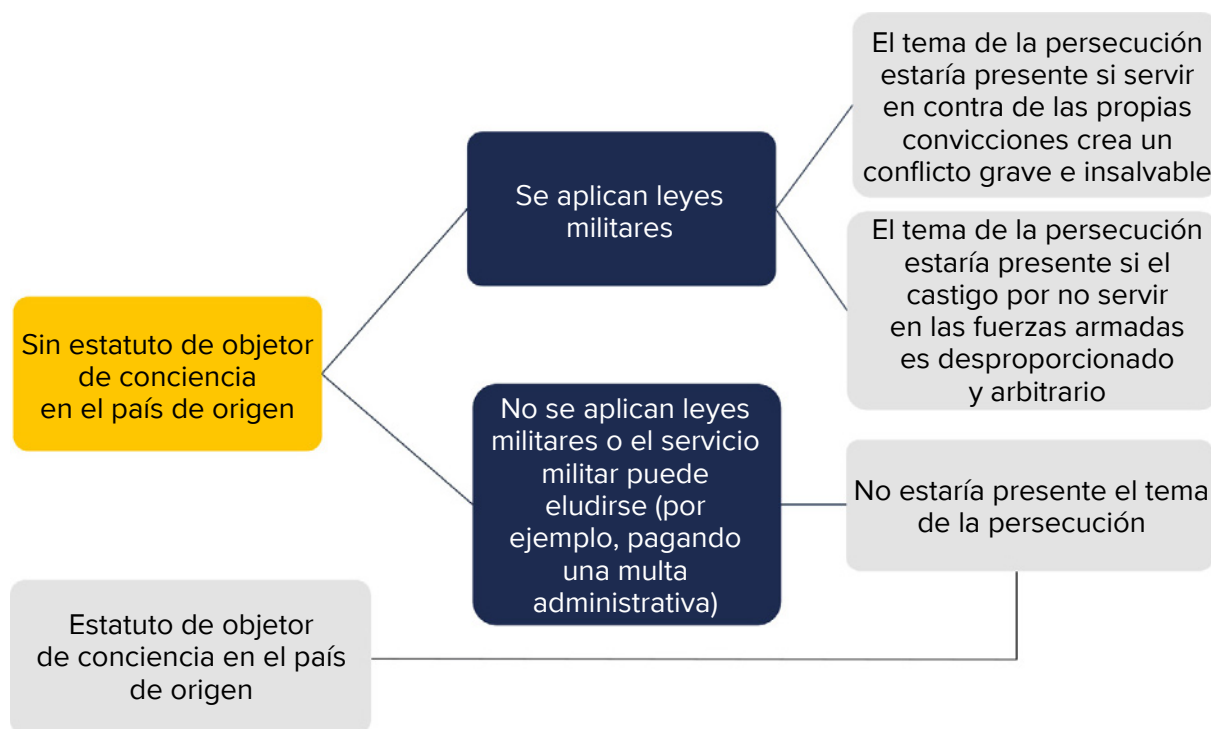 El tema de la persecución
estaría presente si servir
en contra de las propias
convicciones crea un
conflicto grave e insalvable
Se aplican leyes
militares
El tema de la persecución
estaría presente si el
castigo por no servir
en las fuerzas armadas
es desproporcionado
y arbitrario
Sin estatuto de objetor
de conciencia
en el país de origen
No se aplican leyes
militares o el servicio
militar puede
eludirse (por
ejemplo, pagando
una multa
administrativa)
No estaría presente el tema
de la persecución
Estatuto de objetor
de conciencia en el país
de origen